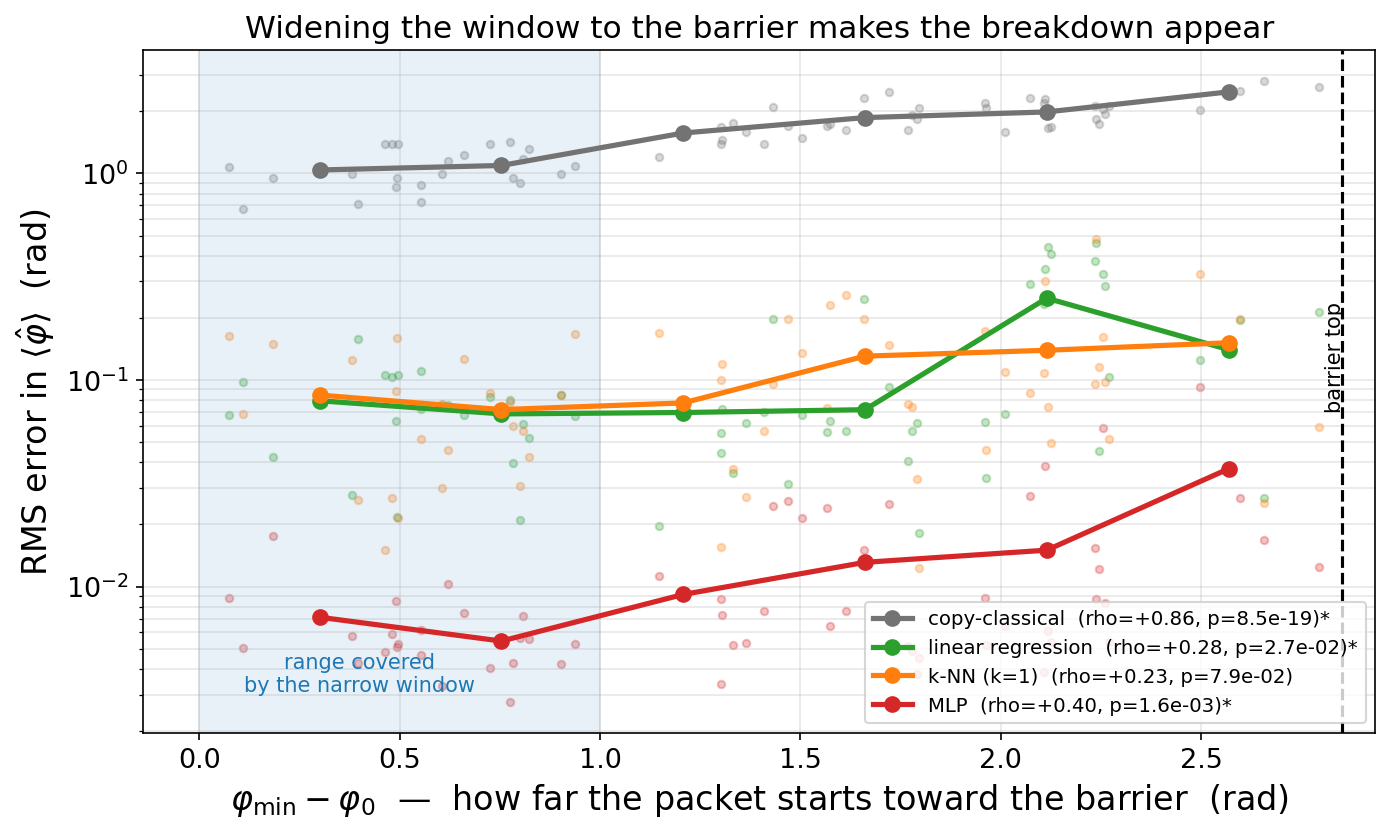 Widening the window to the barrier makes the breakdown appear
RMS error in ⟨φ̂⟩ (rad)
10⁰
10⁻¹
10⁻²
barrier top
range covered
by the narrow window
copy-classical (rho=+0.86, p=8.5e-19)*
linear regression (rho=+0.28, p=2.7e-02)*
k-NN (k=1) (rho=+0.23, p=7.9e-02)
MLP (rho=+0.40, p=1.6e-03)*
0.0 0.5 1.0 1.5 2.0 2.5
φmin − φ0 — how far the packet starts toward the barrier (rad)